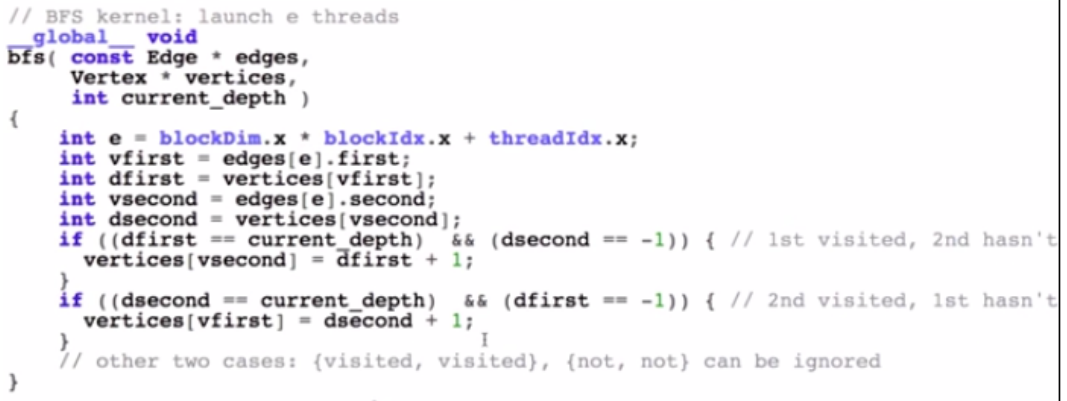 // BFS kernel: launch e threads
__global__ void
bfs( const Edge * edges,
Vertex * vertices,
int current_depth )
{
int e = blockDim.x * blockIdx.x + threadIdx.x;
int vfirst = edges[e].first;
int dfirst = vertices[vfirst];
int vsecond = edges[e].second;
int dsecond = vertices[vsecond];
if ((dfirst == current_depth) && (dsecond == -1)) { // 1st visited, 2nd hasn't
vertices[vsecond] = dfirst + 1;
}
if ((dsecond == current_depth) && (dfirst == -1)) { // 2nd visited, 1st hasn't
vertices[vfirst] = dsecond + 1;
}
// other two cases: {visited, visited}, {not, not} can be ignored
}